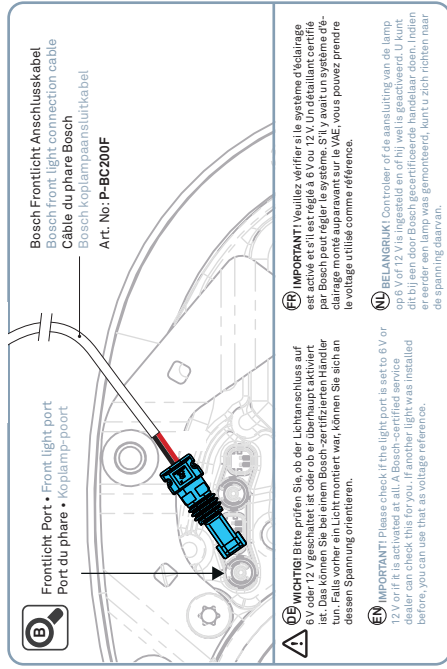 B
Frontlicht Port • Front light port
Port du phare • Koplamp-poort
Bosch Frontlicht Anschlusskabel
Bosch front light connection cable
Câble du phare Bosch
Bosch koplampaansluitkabel
Art. No: P-BC200F
DE WICHTIG! Bitte prüfen Sie, ob der Lichtanschluss auf
6 V oder 12 V geschaltet ist oder ob er überhaupt aktiviert
ist. Das können Sie bei einem Bosch-zertifizierten Händler
tun. Falls vorher ein Licht montiert war, können Sie sich an
dessen Spannung orientieren.
EN IMPORTANT! Please check if the light port is set to 6 V or
12 V or if it is activated at all. A Bosch-certified service
dealer can check this for you. If another light was installed
before, you can use that as voltage reference.
FR IMPORTANT! Veuillez vérifier si le système d'éclairage
est activé et s'il est réglé à 6 V ou 12 V. Un détaillant certifié
par Bosch peut régler le système. S'il y avait un système d'é-
clairage monté auparavant sur le VAE, vous pouvez prendre
le voltage utilisé comme référence.
NL BELANGRIJK! Controleer of de aansluiting van de lamp
op 6 V of 12 V is ingesteld en of hij wel is geactiveerd. U kunt
dit bij een door Bosch gecertificeerde handelaar doen. Indien
er eerder een lamp was gemonteerd, kunt u zich richten naar
de spanning daarvan.